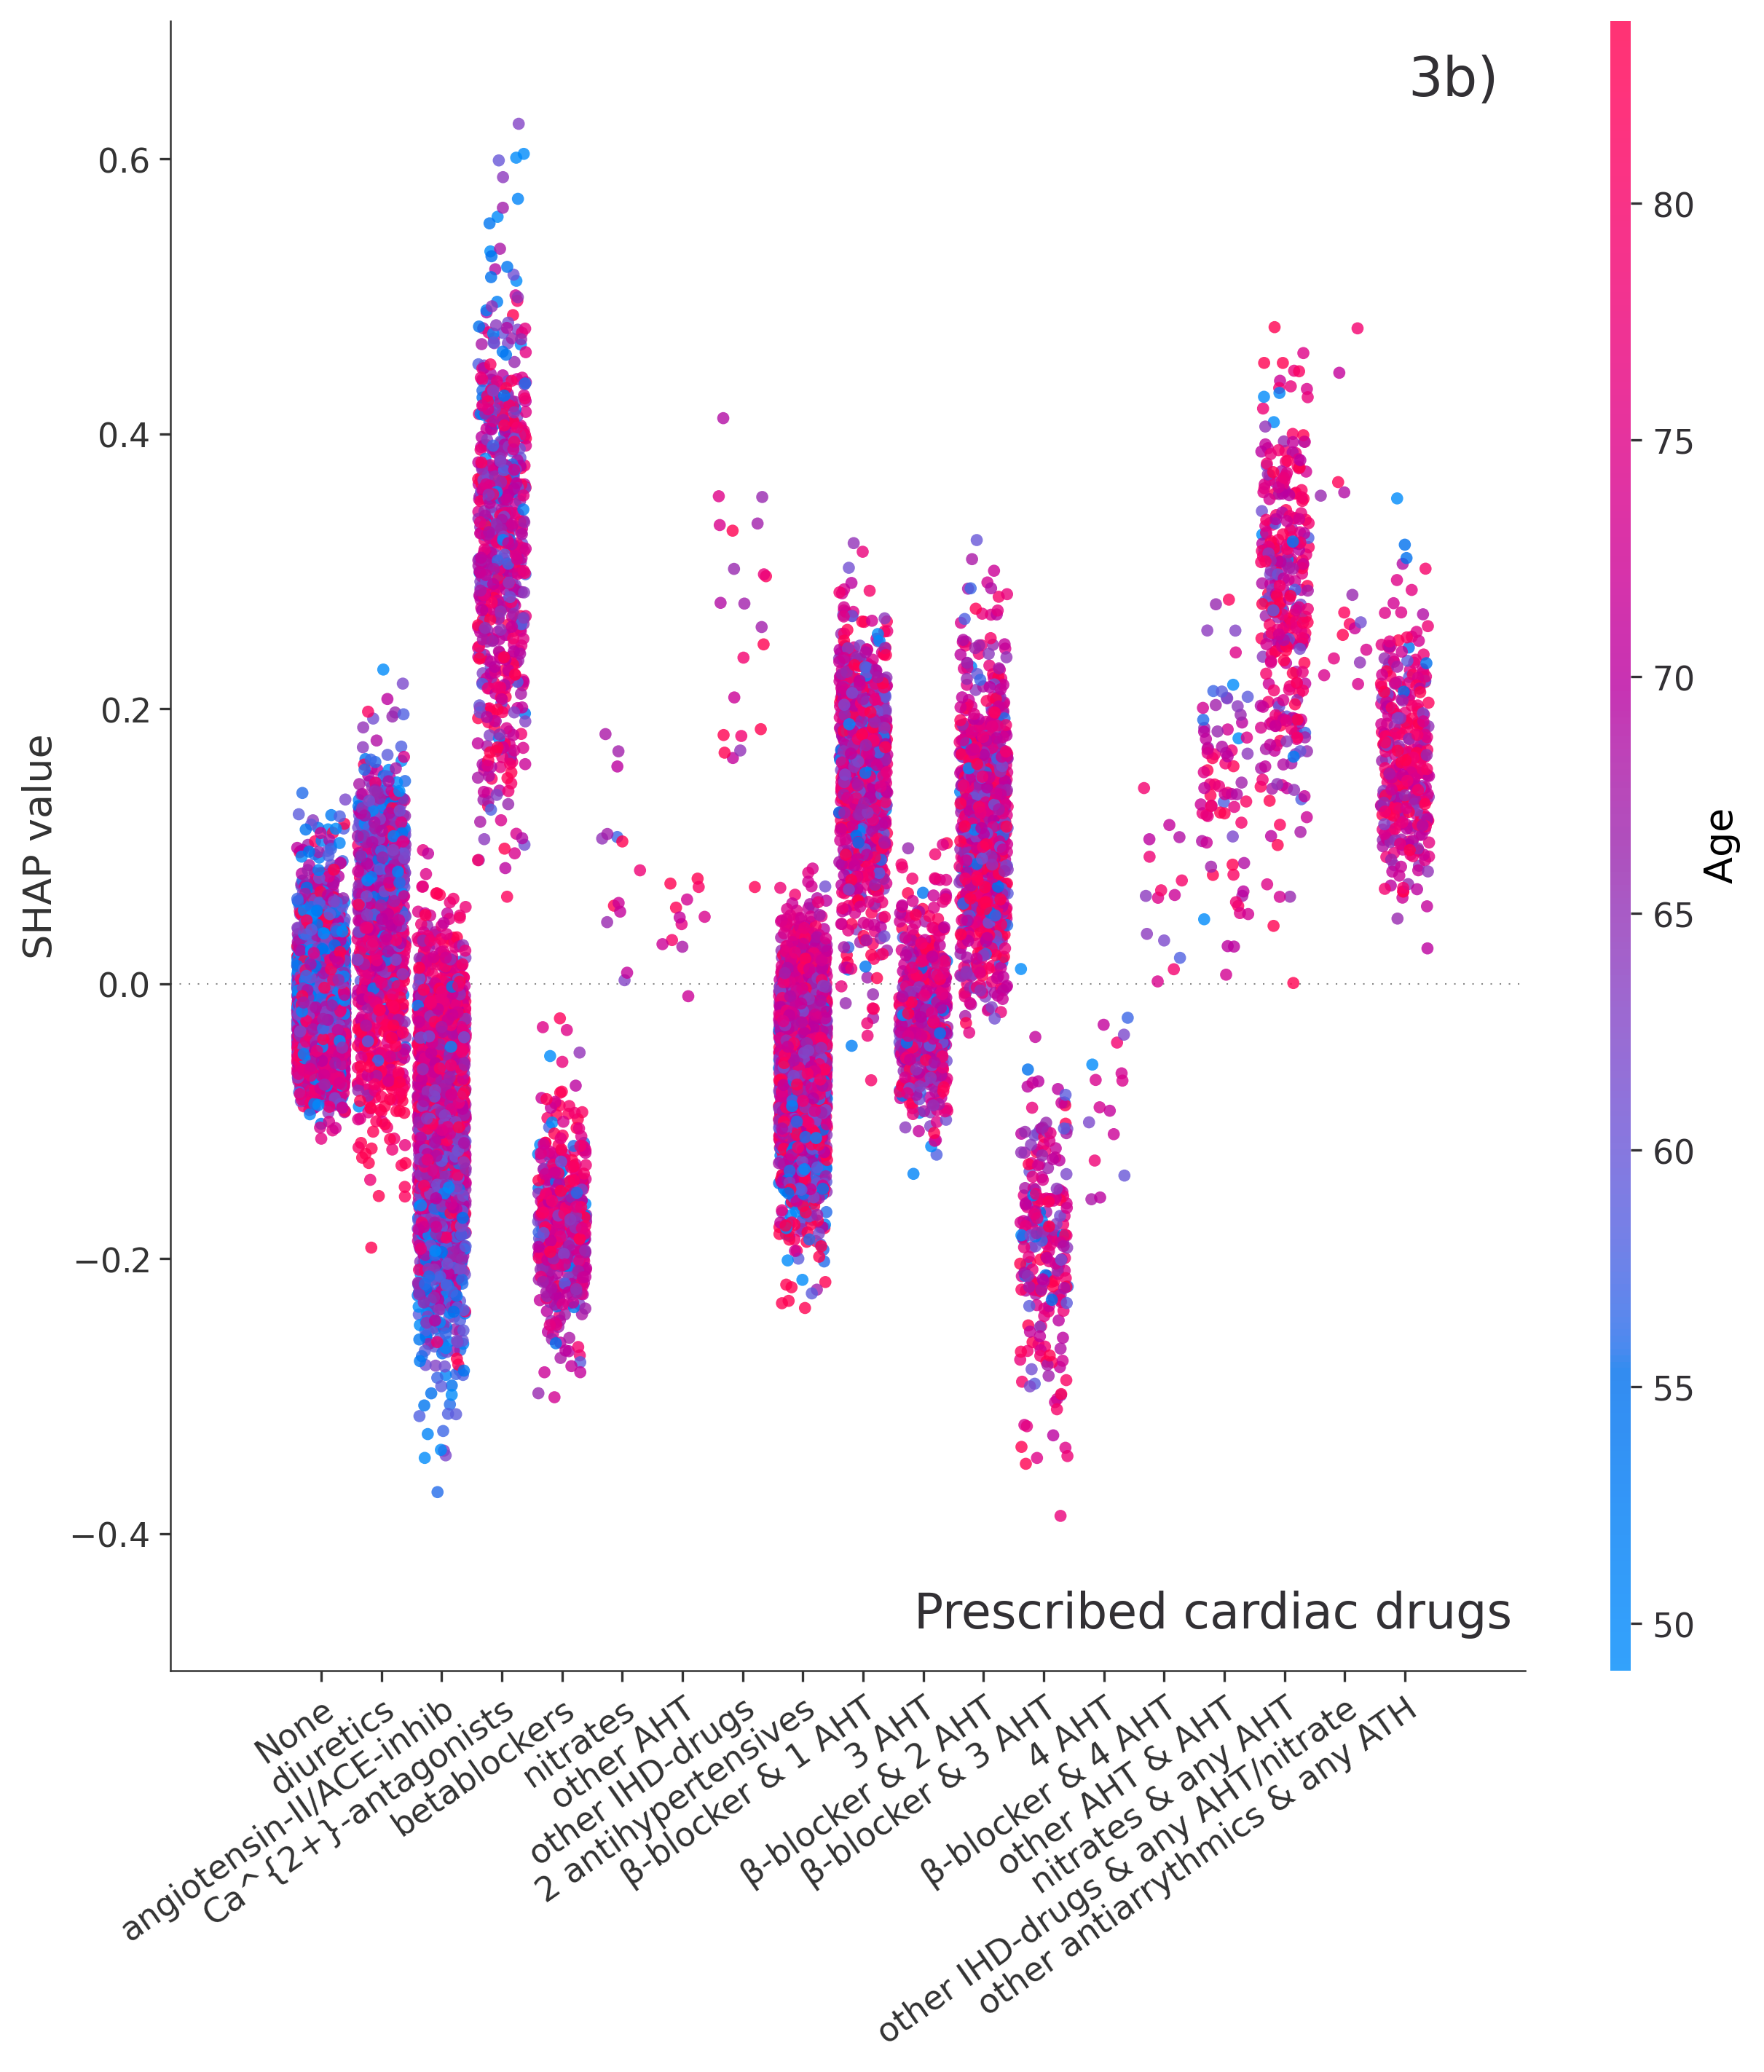 3b)
SHAP value
0.6
0.4
0.2
0.0
−0.2
−0.4
Prescribed cardiac drugs
None
diuretics
angiotensin-II/ACE-inhib
Ca^{2+}-antagonists
betablockers
nitrates
other AHT
other IHD-drugs
2 antihypertensives
β-blocker & 1 AHT
3 AHT
β-blocker & 2 AHT
β-blocker & 3 AHT
4 AHT
β-blocker & 4 AHT
other AHT & AHT
nitrates & any AHT
other IHD-drugs & any AHT/nitrate
other antiarrythmics & any ATH
80
75
70
65
60
55
50
Age